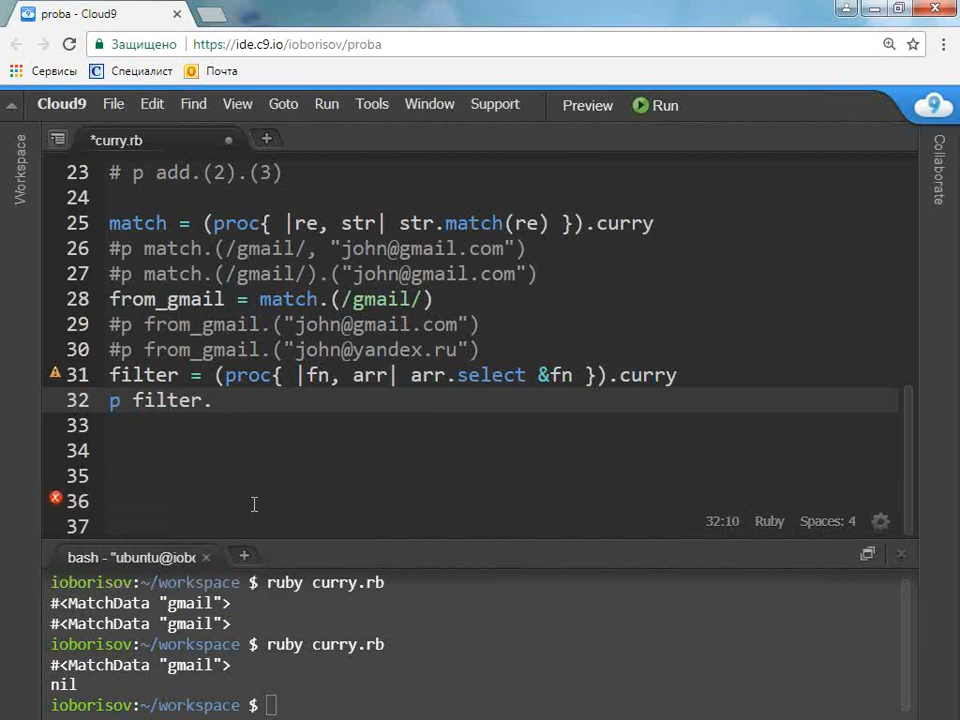 proba - Cloud9
Защищено https://ide.c9.io/ioborisov/proba
Сервисы Специалист Почта
Cloud9 File Edit Find View Goto Run Tools Window Support Preview Run
*curry.rb
Workspace
Collaborate
23 # p add.(2).(3)
24
25 match = (proc{ |re, str| str.match(re) }).curry
26 #p match.(/gmail/, "john@gmail.com")
27 #p match.(/gmail/).("john@gmail.com")
28 from_gmail = match.(/gmail/)
29 #p from_gmail.("john@gmail.com")
30 #p from_gmail.("john@yandex.ru")
31 filter = (proc{ |fn, arr| arr.select &fn }).curry
32 p filter.
33
34
35
36
37
32:10 Ruby Spaces: 4
bash - "ubuntu@iob
ioborisov:~/workspace $ ruby curry.rb
#<MatchData "gmail">
#<MatchData "gmail">
ioborisov:~/workspace $ ruby curry.rb
#<MatchData "gmail">
nil
ioborisov:~/workspace $